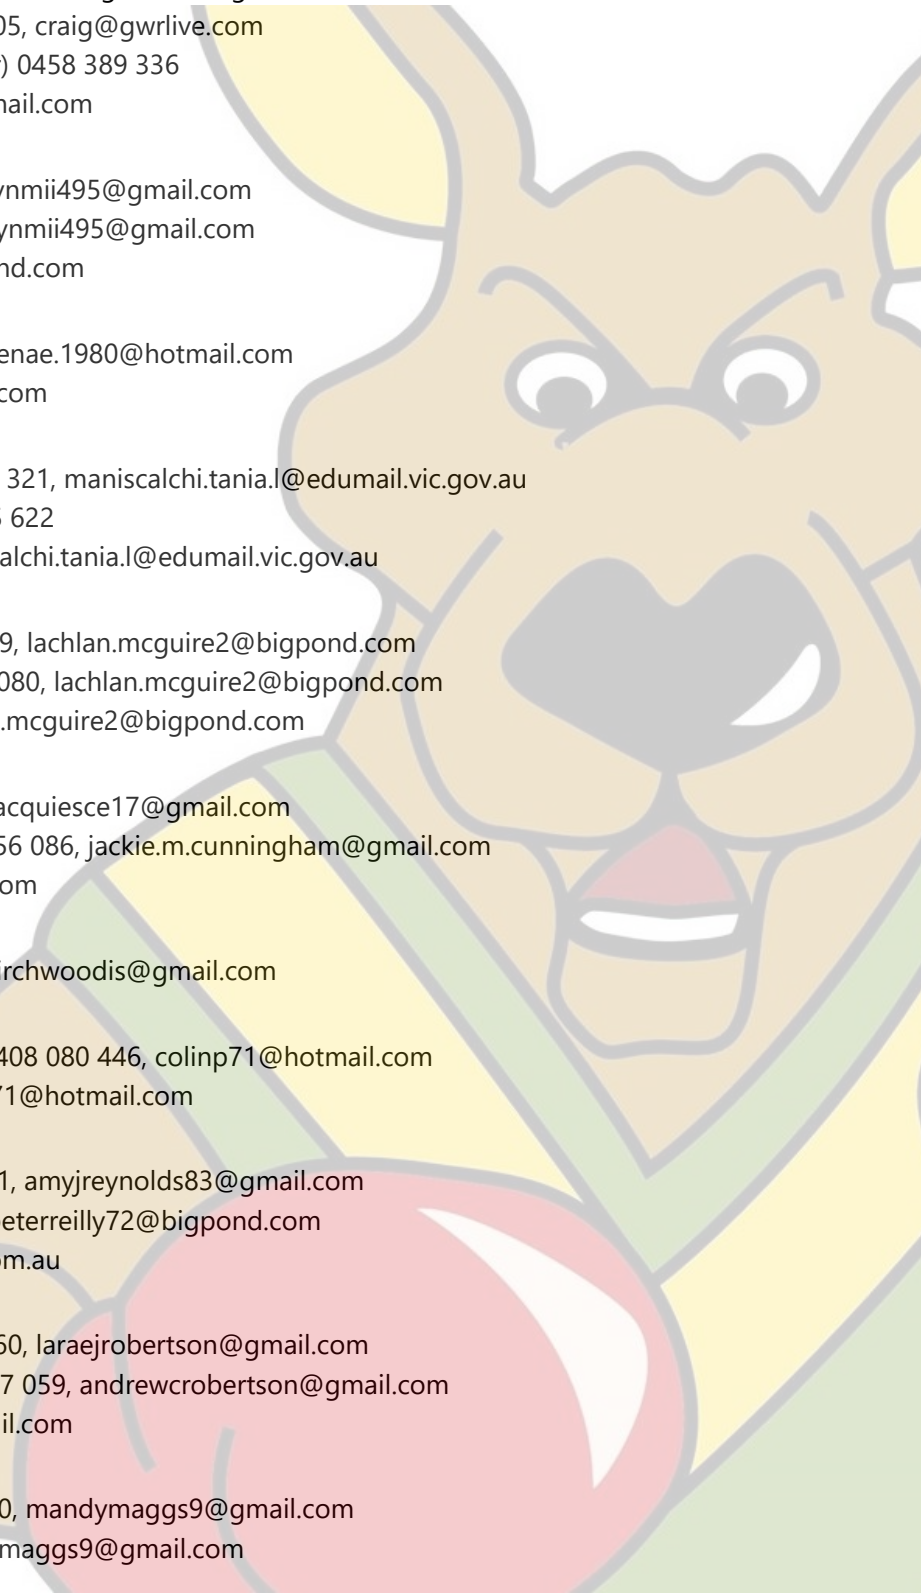 05, craig@gwrlive.com
) 0458 389 336
ail.com
ynmii495@gmail.com
ynmii495@gmail.com
nd.com
enae.1980@hotmail.com
com
321, maniscalchi.tania.l@edumail.vic.gov.au
622
alchi.tania.l@edumail.vic.gov.au
9, lachlan.mcguire2@bigpond.com
080, lachlan.mcguire2@bigpond.com
.mcguire2@bigpond.com
acquiesce17@gmail.com
56 086, jackie.m.cunningham@gmail.com
om
irchwoodis@gmail.com
408 080 446, colinp71@hotmail.com
71@hotmail.com
1, amyjreynolds83@gmail.com
eterreilly72@bigpond.com
om.au
60, laraejrobertson@gmail.com
7 059, andrewcrobertson@gmail.com
il.com
0, mandymaggs9@gmail.com
maggs9@gmail.com